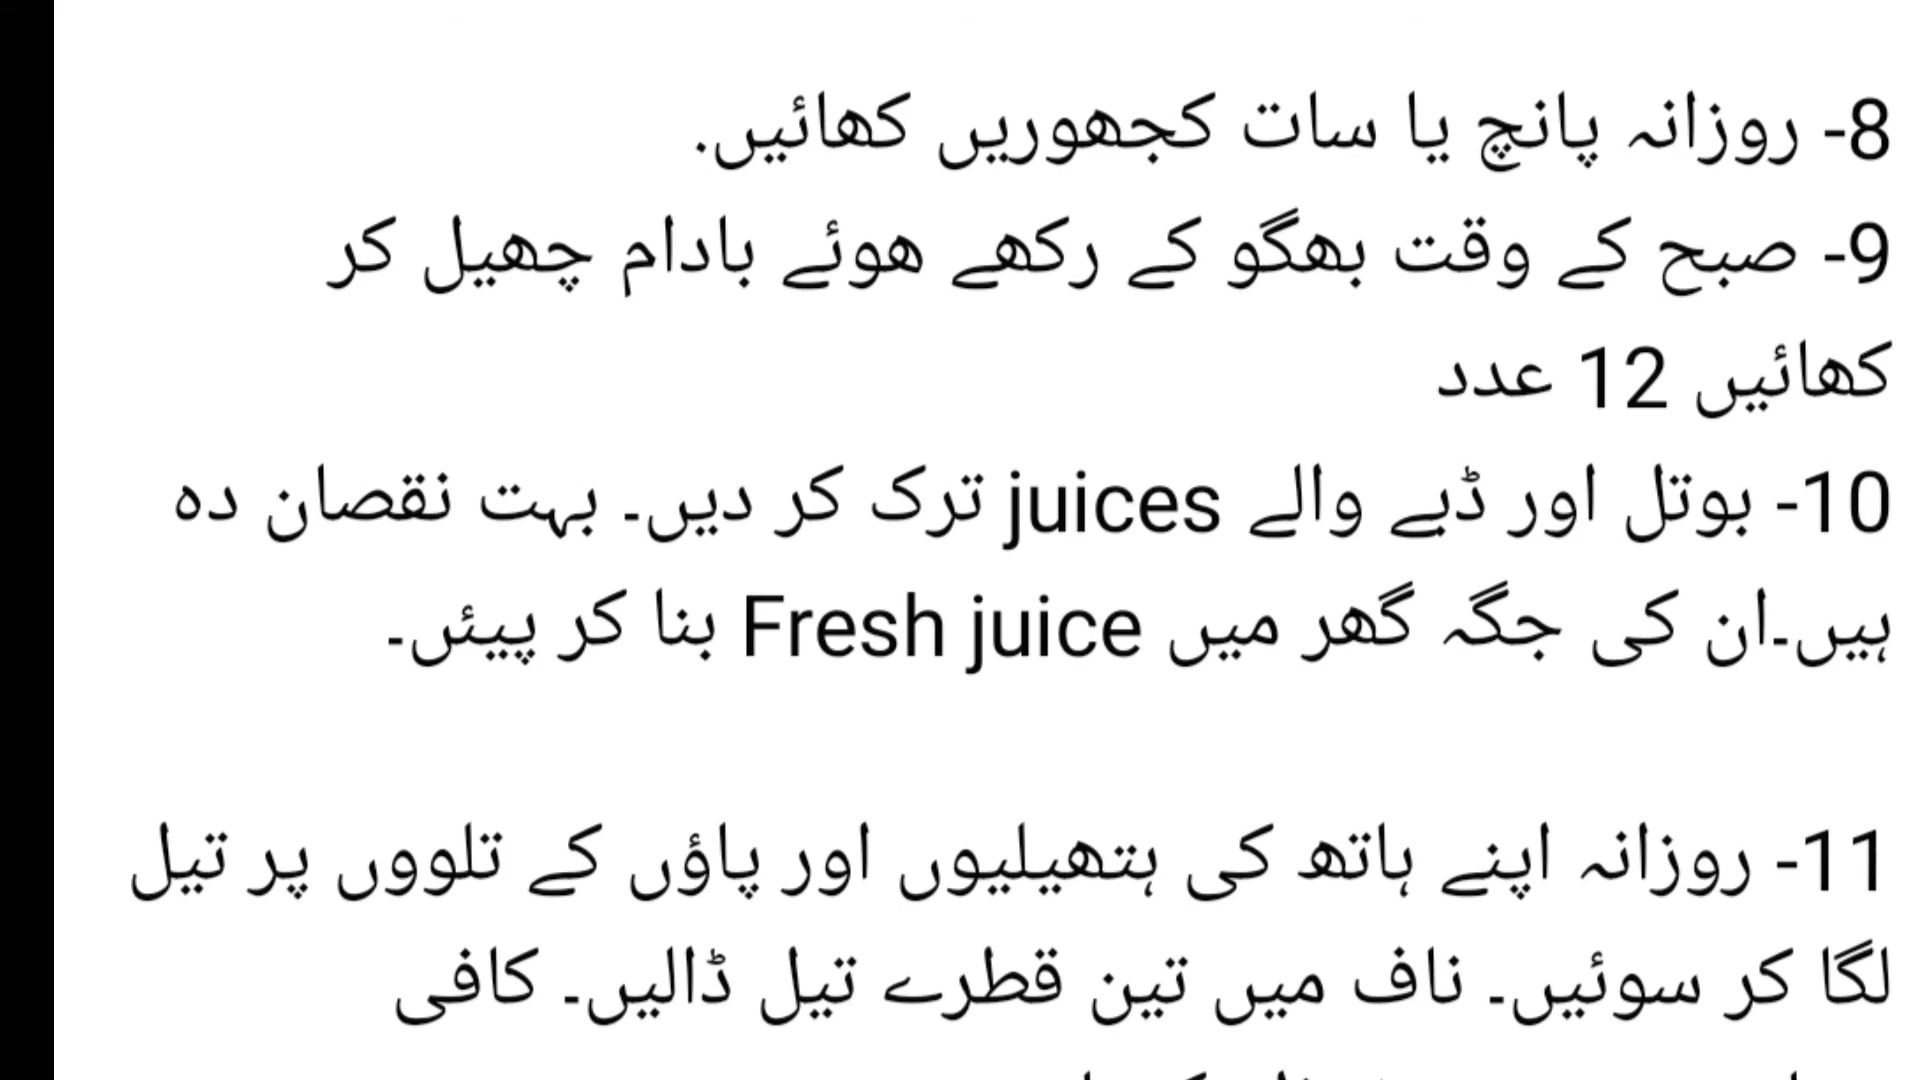 8- روزانہ پانچ یا سات کجھوریں کھائیں.
9- صبح کے وقت بھگو کے رکھے ھوئے بادام چھیل کر
کھائیں 12 عدد
10- بوتل اور ڈبے والے juices ترک کر دیں۔ بہت نقصان دہ
ہیں۔ان کی جگہ گھر میں Fresh juice بنا کر پیئں۔
11- روزانہ اپنے ہاتھ کی ہتھیلیوں اور پاؤں کے تلووں پر تیل
لگا کر سوئیں۔ ناف میں تین قطرے تیل ڈالیں۔ کافی